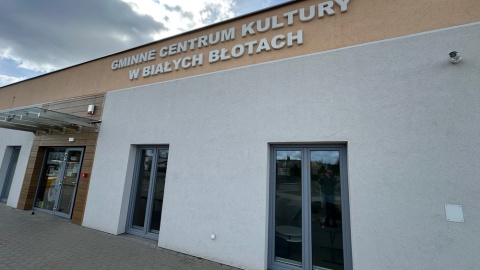 GMINNE CENTRUM KULTURY
W BIAŁYCH BŁOTACH